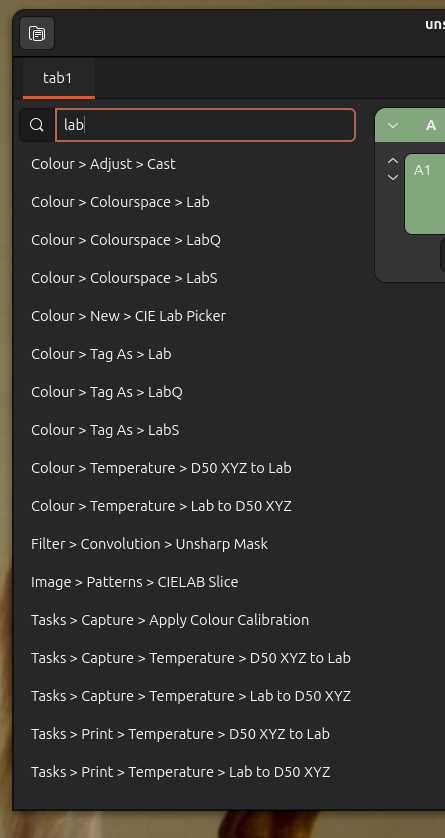 uns
tab1
lab
A
A1
Colour > Adjust > Cast
Colour > Colourspace > Lab
Colour > Colourspace > LabQ
Colour > Colourspace > LabS
Colour > New > CIE Lab Picker
Colour > Tag As > Lab
Colour > Tag As > LabQ
Colour > Tag As > LabS
Colour > Temperature > D50 XYZ to Lab
Colour > Temperature > Lab to D50 XYZ
Filter > Convolution > Unsharp Mask
Image > Patterns > CIELAB Slice
Tasks > Capture > Apply Colour Calibration
Tasks > Capture > Temperature > D50 XYZ to Lab
Tasks > Capture > Temperature > Lab to D50 XYZ
Tasks > Print > Temperature > D50 XYZ to Lab
Tasks > Print > Temperature > Lab to D50 XYZ